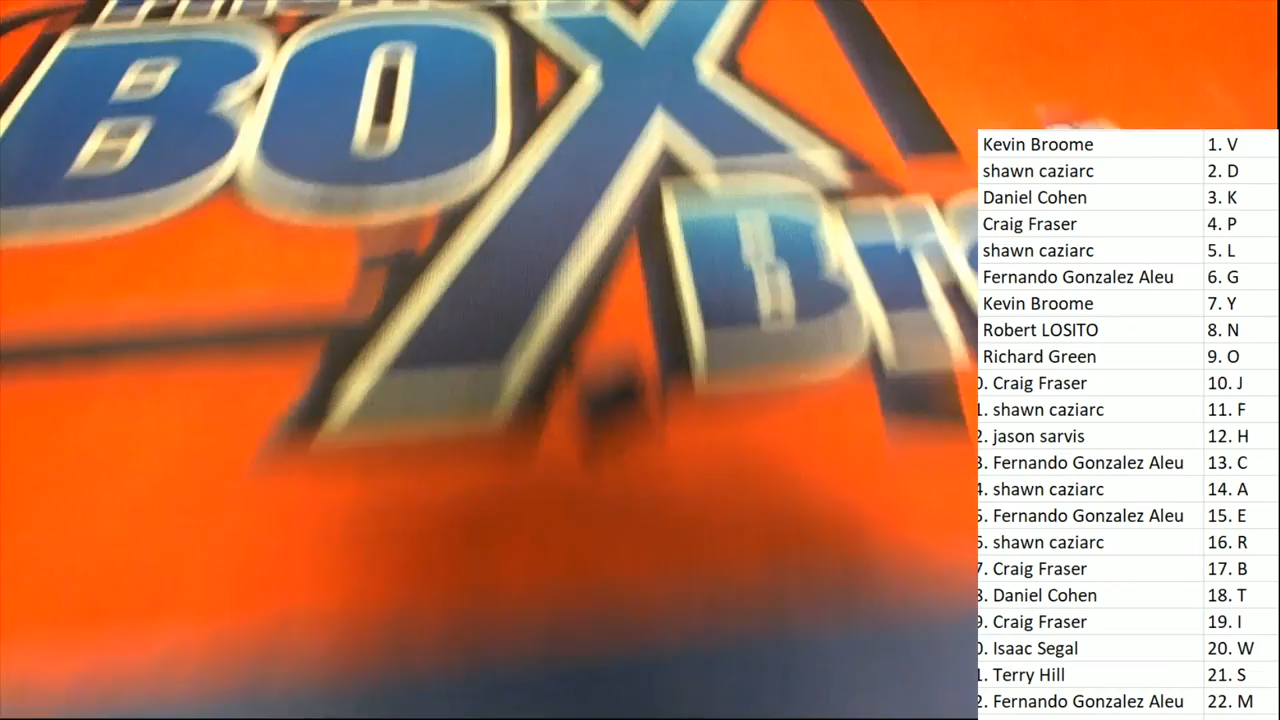 BOX
Kevin Broome 1. V
shawn caziarc 2. D
Daniel Cohen 3. K
Craig Fraser 4. P
shawn caziarc 5. L
Fernando Gonzalez Aleu 6. G
Kevin Broome 7. Y
Robert LOSITO 8. N
Richard Green 9. O
0. Craig Fraser 10. J
1. shawn caziarc 11. F
2. jason sarvis 12. H
3. Fernando Gonzalez Aleu 13. C
4. shawn caziarc 14. A
5. Fernando Gonzalez Aleu 15. E
6. shawn caziarc 16. R
7. Craig Fraser 17. B
8. Daniel Cohen 18. T
9. Craig Fraser 19. I
0. Isaac Segal 20. W
1. Terry Hill 21. S
2. Fernando Gonzalez Aleu 22. M